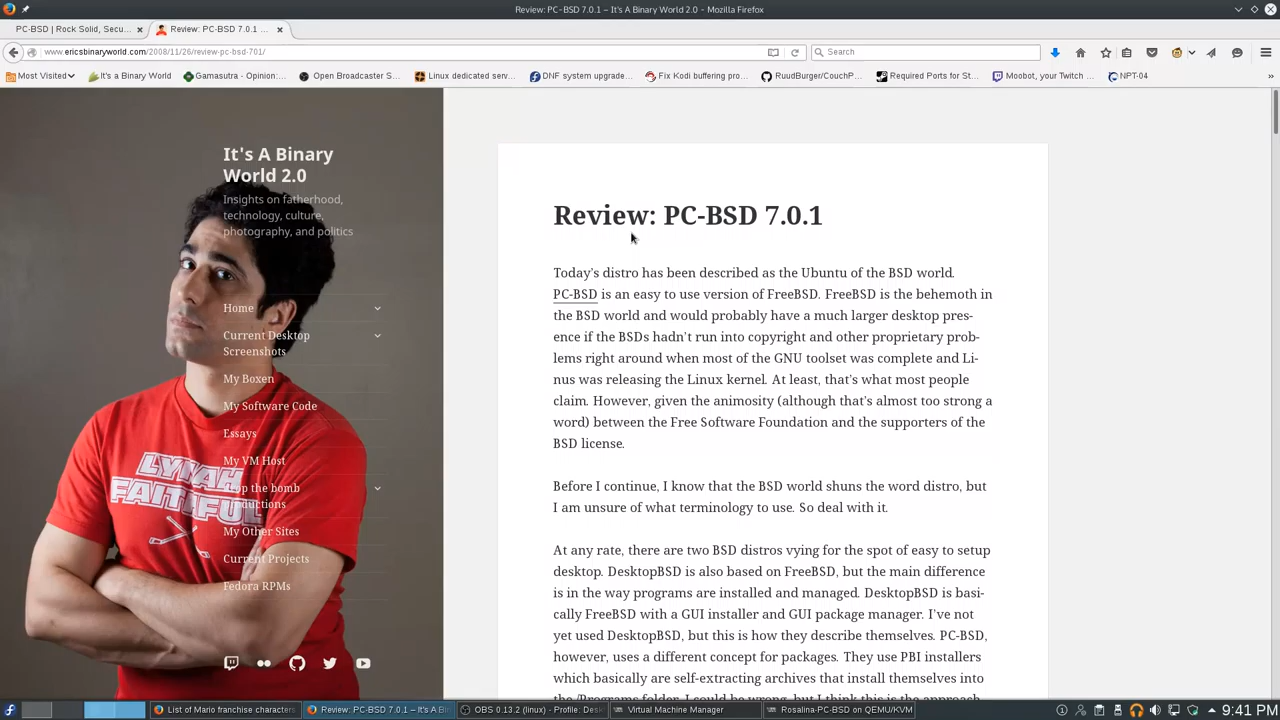 Review: PC-BSD 7.0.1 – It's A Binary World 2.0 - Mozilla Firefox
PC-BSD | Rock Solid, Secu...
Review: PC-BSD 7.0.1 ...
www.ericsbinaryworld.com/2008/11/26/review-pc-bsd-701/
Search
Most Visited
It's a Binary World
Gamasutra - Opinion:...
Open Broadcaster S...
Linux dedicated serv...
DNF system upgrade...
Fix Kodi buffering pro...
RuudBurger/CouchP...
Required Ports for St...
Moobot, your Twitch ...
NPT-04
»
It's A Binary
World 2.0
Insights on fatherhood,
technology, culture,
photography, and politics
Home
Current Desktop
Screenshots
My Boxen
My Software Code
Essays
My VM Host
Stop the bomb
productions
My Other Sites
Current Projects
Fedora RPMs
LYNAH
FAITHFUL
Review: PC-BSD 7.0.1
Today's distro has been described as the Ubuntu of the BSD world.
PC-BSD is an easy to use version of FreeBSD. FreeBSD is the behemoth in
the BSD world and would probably have a much larger desktop pres-
ence if the BSDs hadn't run into copyright and other proprietary prob-
lems right around when most of the GNU toolset was complete and Li-
nus was releasing the Linux kernel. At least, that's what most people
claim. However, given the animosity (although that's almost too strong a
word) between the Free Software Foundation and the supporters of the
BSD license.
Before I continue, I know that the BSD world shuns the word distro, but
I am unsure of what terminology to use. So deal with it.
At any rate, there are two BSD distros vying for the spot of easy to setup
desktop. DesktopBSD is also based on FreeBSD, but the main difference
is in the way programs are installed and managed. DesktopBSD is basi-
cally FreeBSD with a GUI installer and GUI package manager. I've not
yet used DesktopBSD, but this is how they describe themselves. PC-BSD,
however, uses a different concept for packages. They use PBI installers
which basically are self-extracting archives that install themselves into
the /Programs folder. I could be wrong, but I think this is the approach
List of Mario franchise characters
Review: PC-BSD 7.0.1 – It's A Bin
OBS 0.13.2 (linux) - Profile: Desk
Virtual Machine Manager
Rosalina-PCBSD on QEMU/KVM
9:41 PM